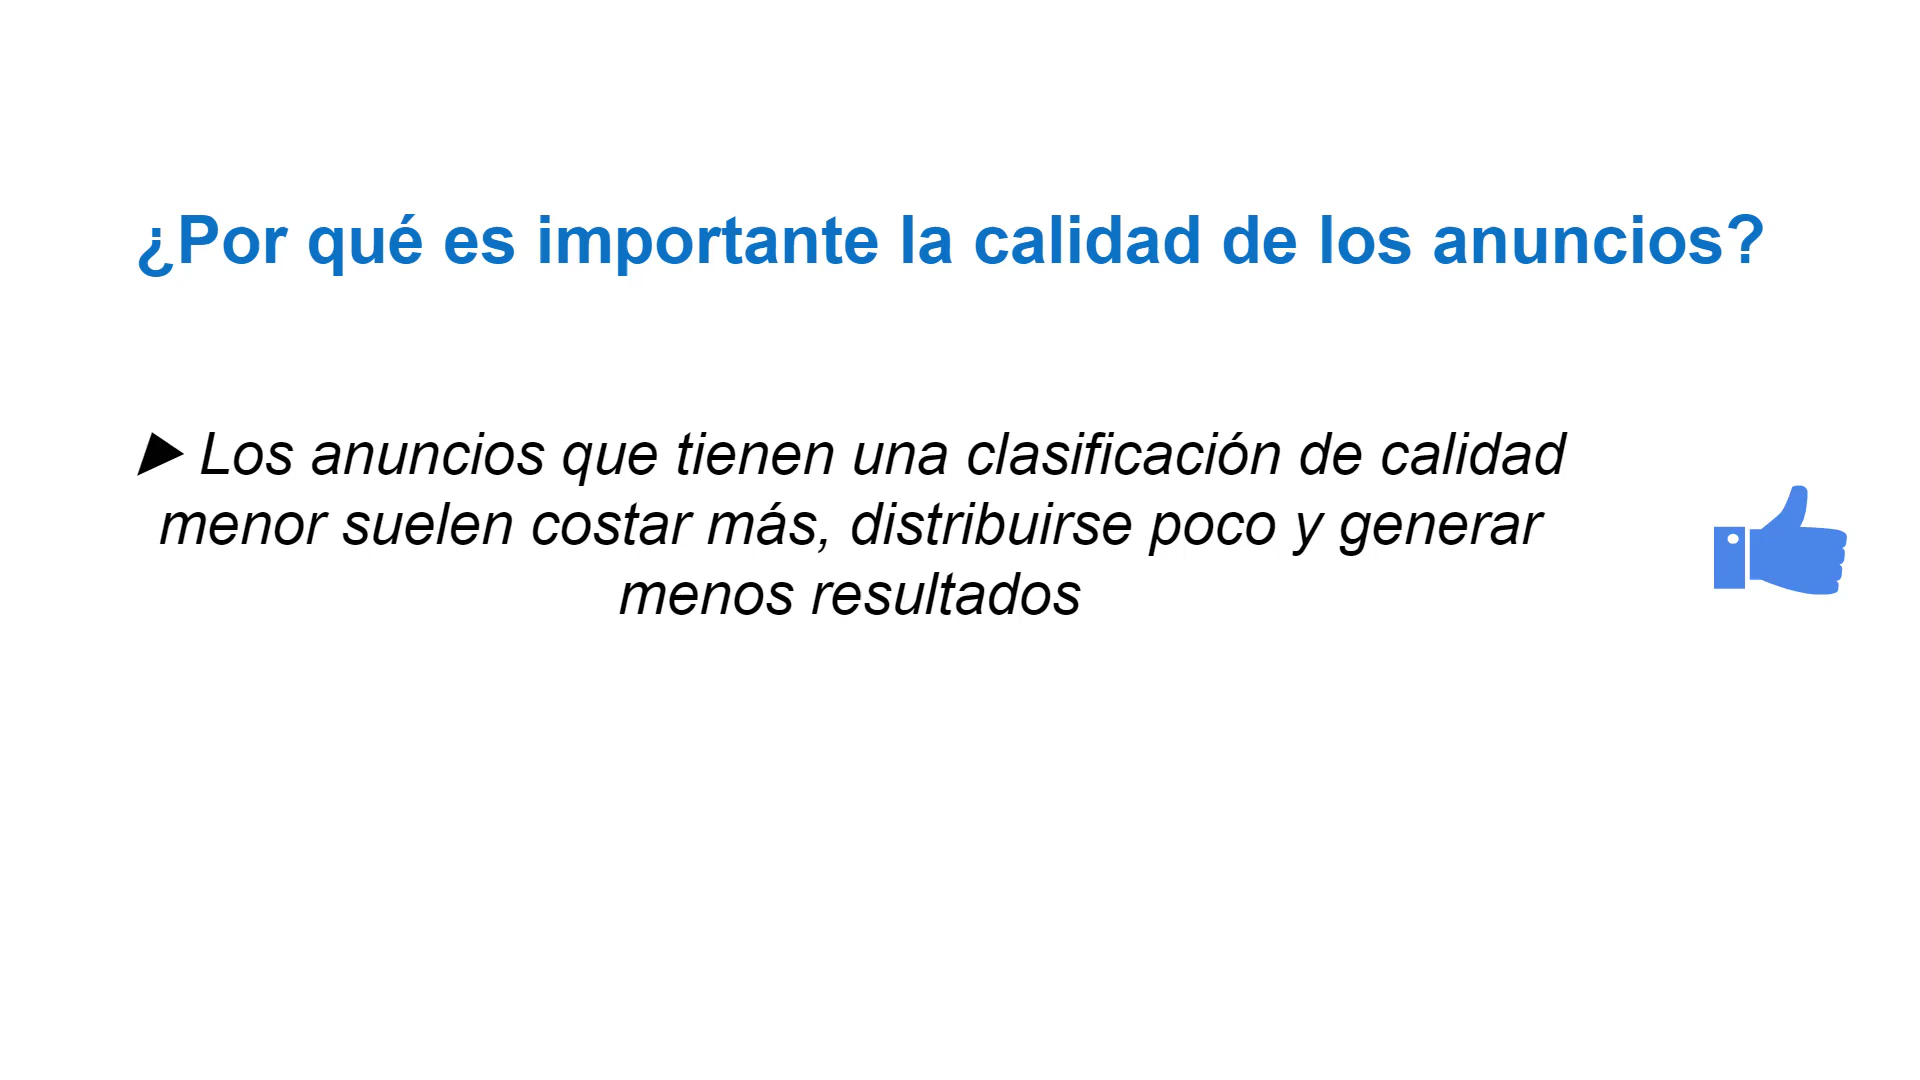 ¿Por qué es importante la calidad de los anuncios?
► Los anuncios que tienen una clasificación de calidad
menor suelen costar más, distribuirse poco y generar
menos resultados